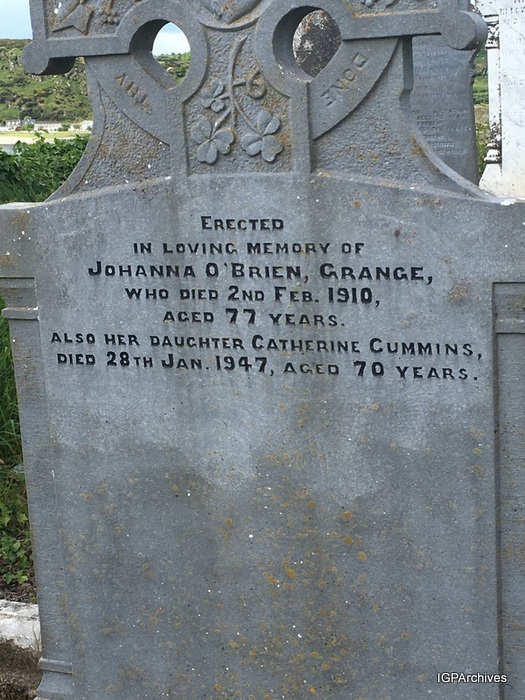 THY
DONE
ERECTED
IN LOVING MEMORY OF
JOHANNA O'BRIEN, GRANGE,
WHO DIED 2ND FEB. 1910,
AGED 77 YEARS.
ALSO HER DAUGHTER CATHERINE CUMMINS,
DIED 28TH JAN. 1947, AGED 70 YEARS.
IGPArchives